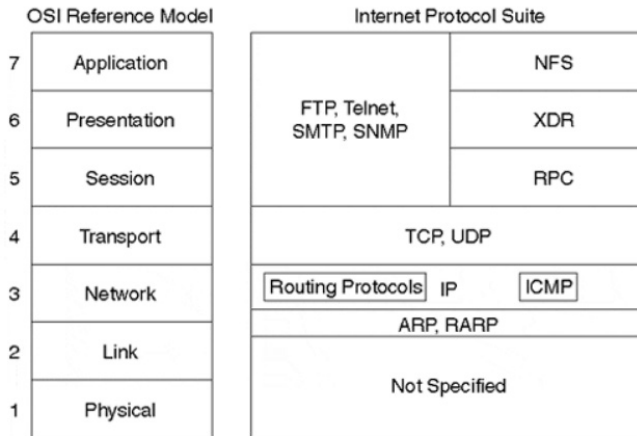 OSI Reference Model
Internet Protocol Suite
7
Application
6
Presentation
5
Session
4
Transport
3
Network
2
Link
1
Physical
FTP, Telnet,
SMTP, SNMP
NFS
XDR
RPC
TCP, UDP
Routing Protocols IP ICMP
ARP, RARP
Not Specified